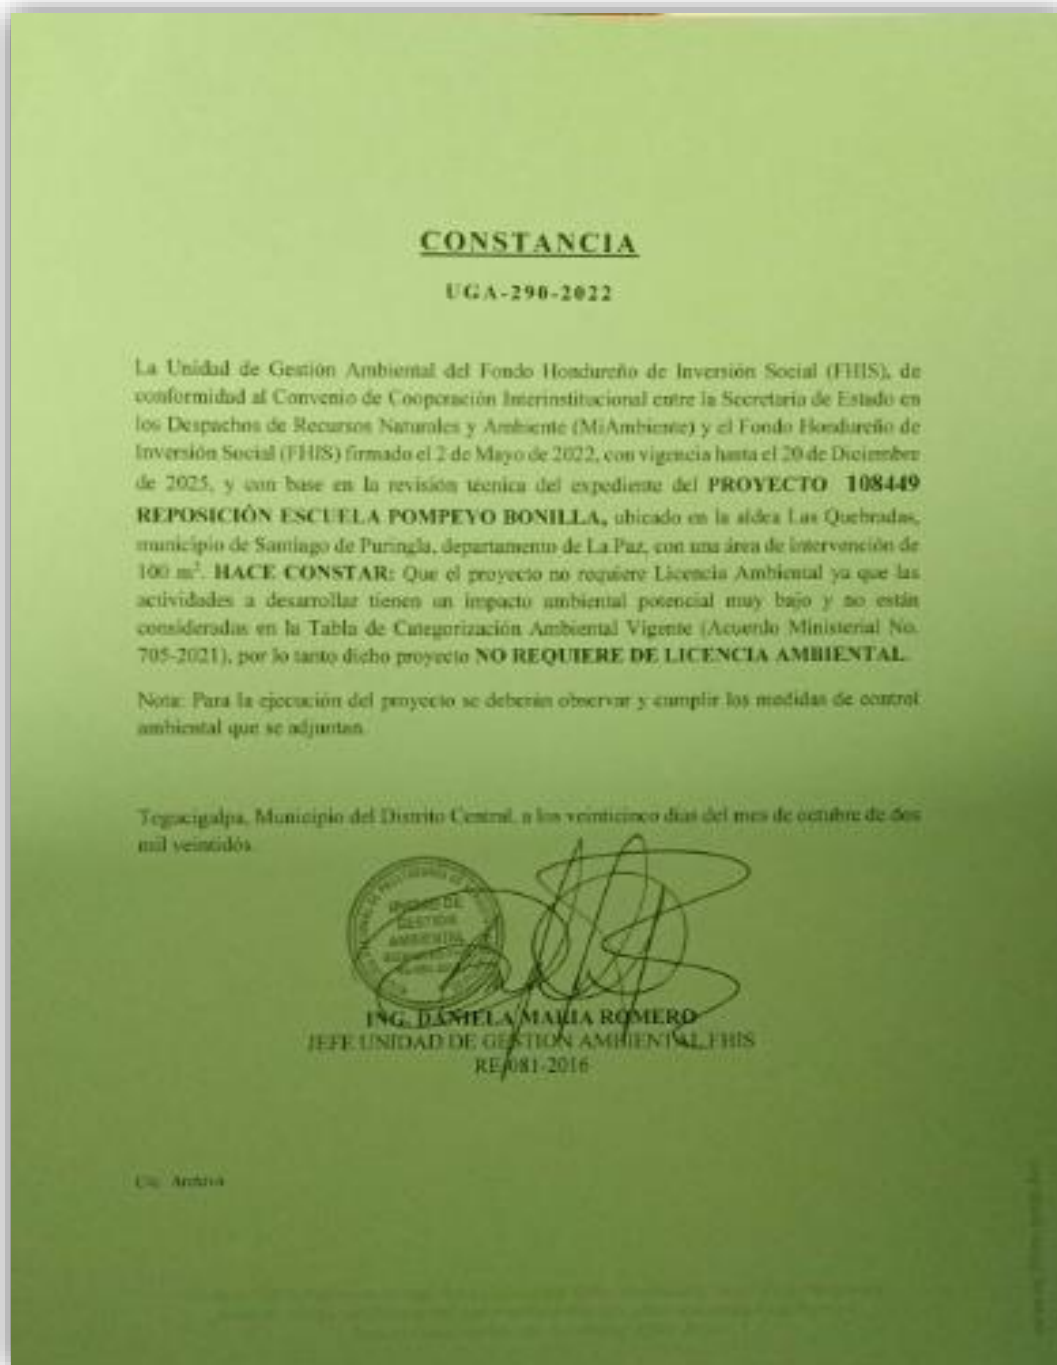 CONSTANCIA
UGA-290-2022
La Unidad de Gestión Ambiental del Fondo Hondureño de Inversión Social (FHIS), de
conformidad al Convenio de Cooperación Interinstitucional entre la Secretaria de Estado en
los Despachos de Recursos Naturales y Ambiente (MiAmbiente) y el Fondo Hondureño de
Inversión Social (FHIS) firmado el 2 de Mayo de 2022, con vigencia hasta el 20 de Diciembre
de 2025, y con base en la revisión técnica del expediente del PROYECTO 108449
REPOSICIÓN ESCUELA POMPEYO BONILLA, ubicado en la aldea Las Quebradas,
municipio de Santiago de Puringla, departamento de La Paz, con una área de intervención de
100 m². HACE CONSTAR: Que el proyecto no requiere Licencia Ambiental ya que las
actividades a desarrollar tienen un impacto ambiental potencial muy bajo y no están
consideradas en la Tabla de Categorización Ambiental Vigente (Acuerdo Ministerial No.
705-2021), por lo tanto dicho proyecto NO REQUIERE DE LICENCIA AMBIENTAL.
Nota: Para la ejecución del proyecto se deberán observar y cumplir los medidas de control
ambiental que se adjuntan.
Tegucigalpa, Municipio del Distrito Central, a los veinticinco días del mes de octubre de dos
mil veintidós.
UNIDAD DE
GESTION
AMBIENTAL
ING. DANIELA MARIA ROMERO
JEFE UNIDAD DE GESTION AMBIENTAL FHIS
RE-081-2016
Archivo